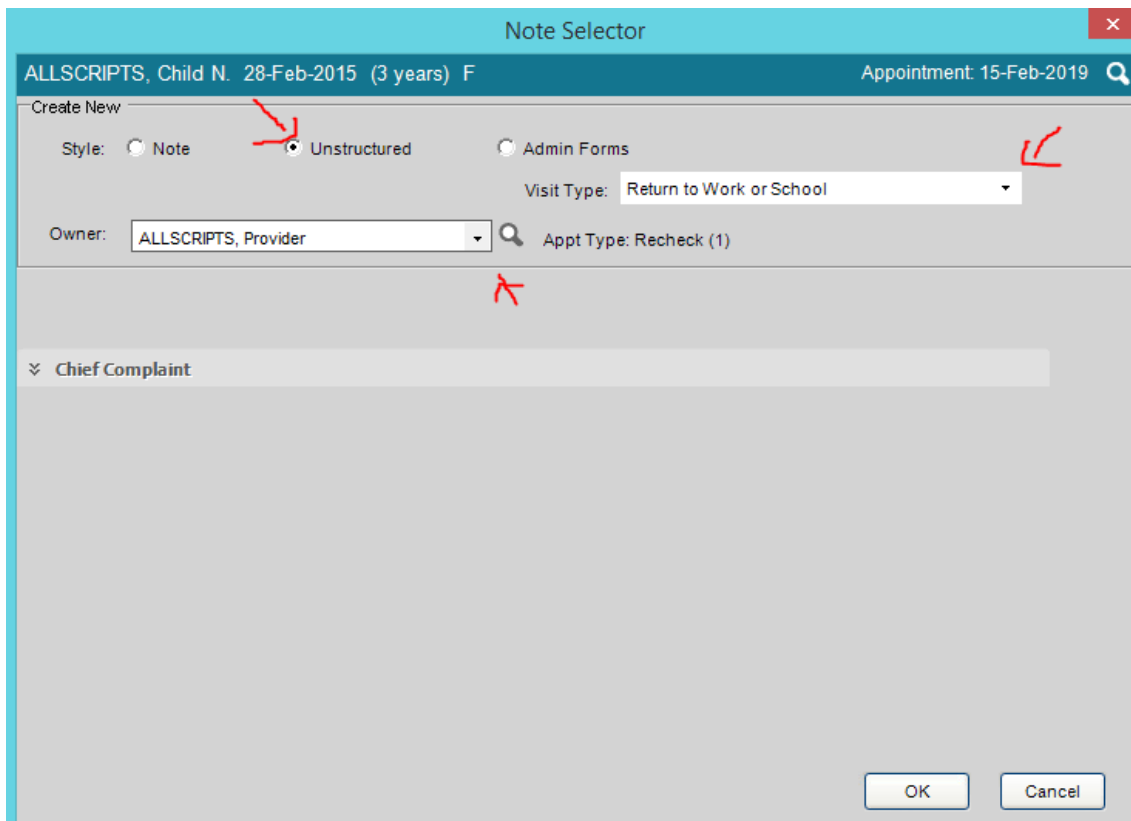 Note Selector
ALLSCRIPTS, Child N. 28-Feb-2015 (3 years) F Appointment: 15-Feb-2019
Create New
Style: Note Unstructured Admin Forms
Visit Type: Return to Work or School
Owner: ALLSCRIPTS, Provider Appt Type: Recheck (1)
Chief Complaint
OK Cancel